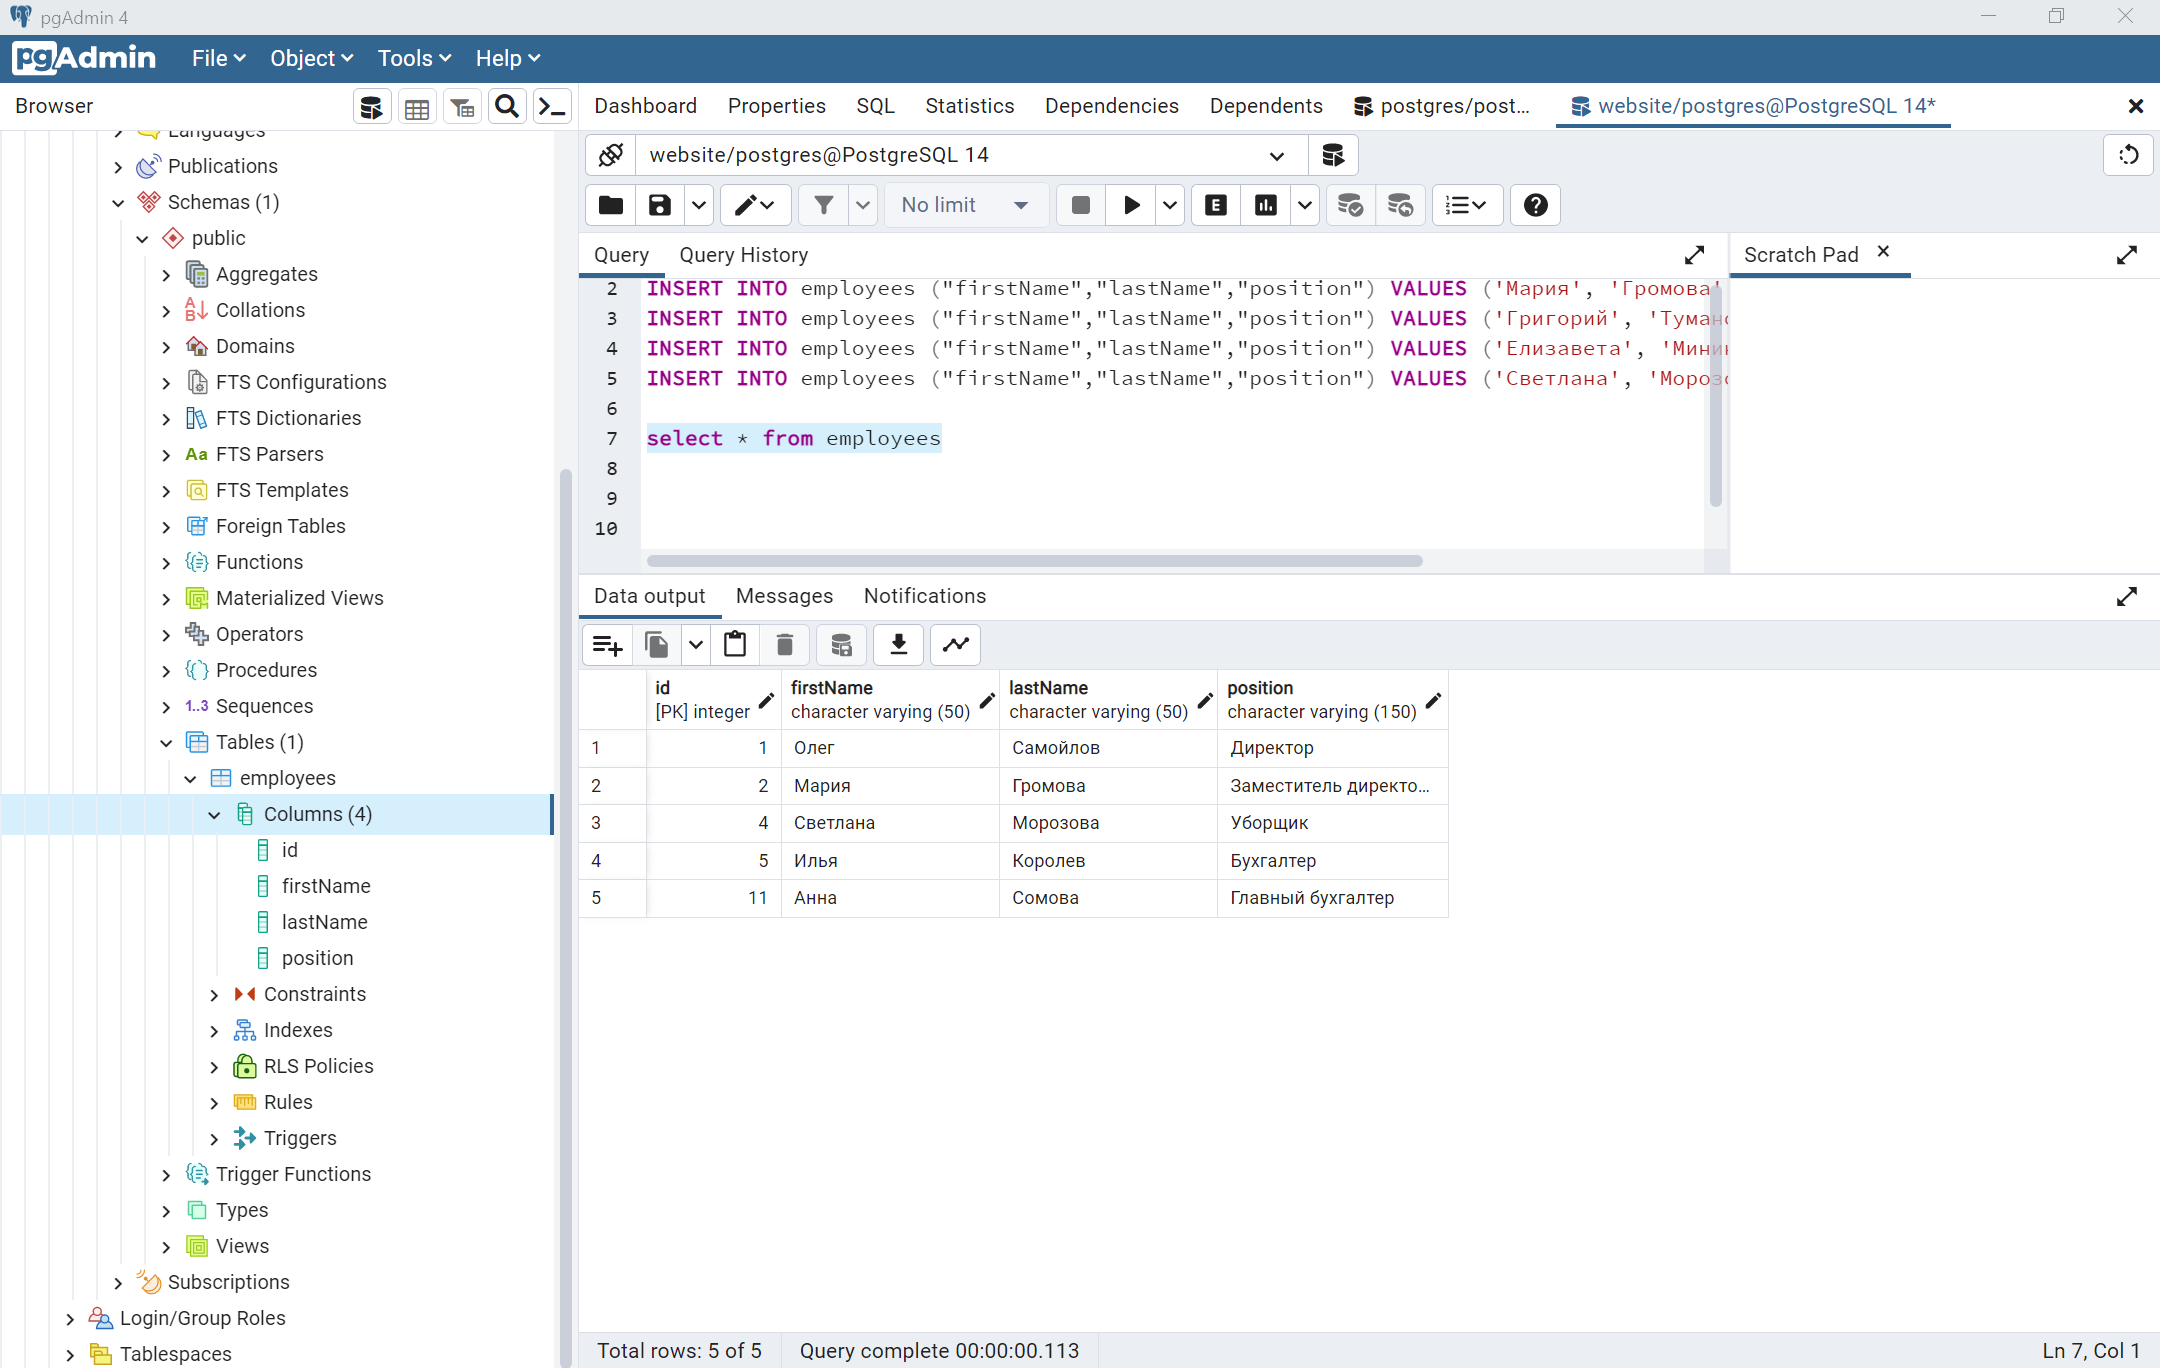 pgAdmin 4
pgAdmin File Object Tools Help
Browser
Languages
Publications
Schemas (1)
public
Aggregates
Collations
Domains
FTS Configurations
FTS Dictionaries
Aa FTS Parsers
FTS Templates
Foreign Tables
Functions
Materialized Views
Operators
Procedures
1..3 Sequences
Tables (1)
employees
Columns (4)
id
firstName
lastName
position
Constraints
Indexes
RLS Policies
Rules
Triggers
Trigger Functions
Types
Views
Subscriptions
Login/Group Roles
Tablespaces
Dashboard Properties SQL Statistics Dependencies Dependents postgres/post... website/postgres@PostgreSQL 14*
website/postgres@PostgreSQL 14
No limit E
Query Query History
2 INSERT INTO employees ("firstName","lastName","position") VALUES ('Мария', 'Громова'
3 INSERT INTO employees ("firstName","lastName","position") VALUES ('Григорий', 'Туман
4 INSERT INTO employees ("firstName","lastName","position") VALUES ('Елизавета', 'Мини
5 INSERT INTO employees ("firstName","lastName","position") VALUES ('Светлана', 'Мороз
6
7 select * from employees
8
9
10
Scratch Pad
Data output Messages Notifications
id firstName lastName position
[PK] integer character varying (50) character varying (50) character varying (150)
1 1 Олег Самойлов Директор
2 2 Мария Громова Заместитель директо...
3 4 Светлана Морозова Уборщик
4 5 Илья Королев Бухгалтер
5 11 Анна Сомова Главный бухгалтер
Total rows: 5 of 5 Query complete 00:00:00.113 Ln 7, Col 1